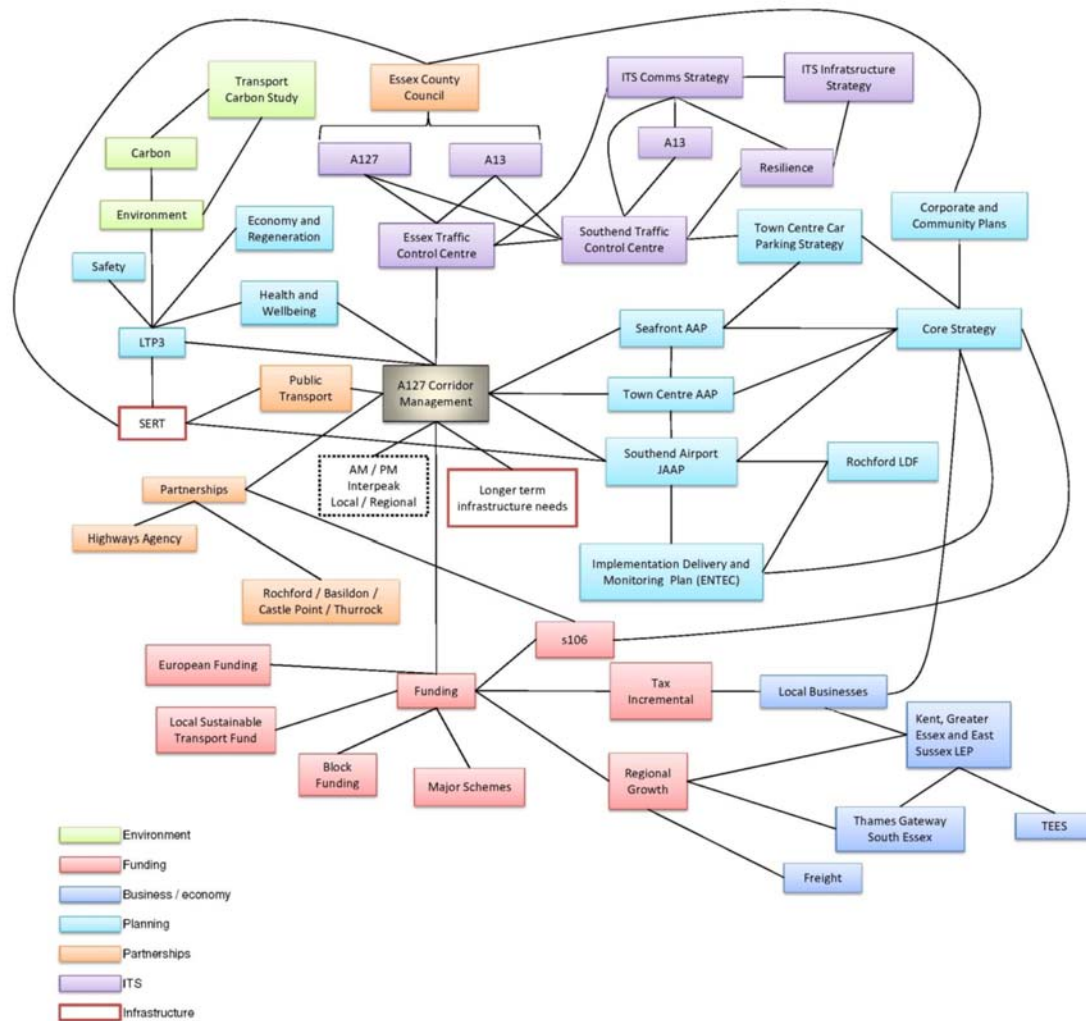 Essex County
Council
ITS Comms Strategy
ITS Infratsructure
Strategy
Transport
Carbon Study
Carbon
A127
A13
A13
Resilience
Environment
Economy and
Regeneration
Essex Traffic
Control Centre
Southend Traffic
Control Centre
Town Centre Car
Parking Strategy
Corporate and
Community Plans
Safety
Health and
Wellbeing
LTP3
Seafront AAP
Core Strategy
Public
Transport
A127 Corridor
Management
Town Centre AAP
SERT
Southend Airport
JAAP
Rochford LDF
AM / PM
Interpeak
Local / Regional
Longer term
infrastructure needs
Partnerships
Highways Agency
Implementation Delivery and
Monitoring Plan (ENTEC)
Rochford / Basildon /
Castle Point / Thurrock
s106
European Funding
Funding
Tax
Incremental
Local Businesses
Local Sustainable
Transport Fund
Kent, Greater
Essex and East
Sussex LEP
Block
Funding
Major Schemes
Regional
Growth
Thames Gateway
South Essex
TEES
Freight
Environment
Funding
Business / economy
Planning
Partnerships
ITS
Infrastructure